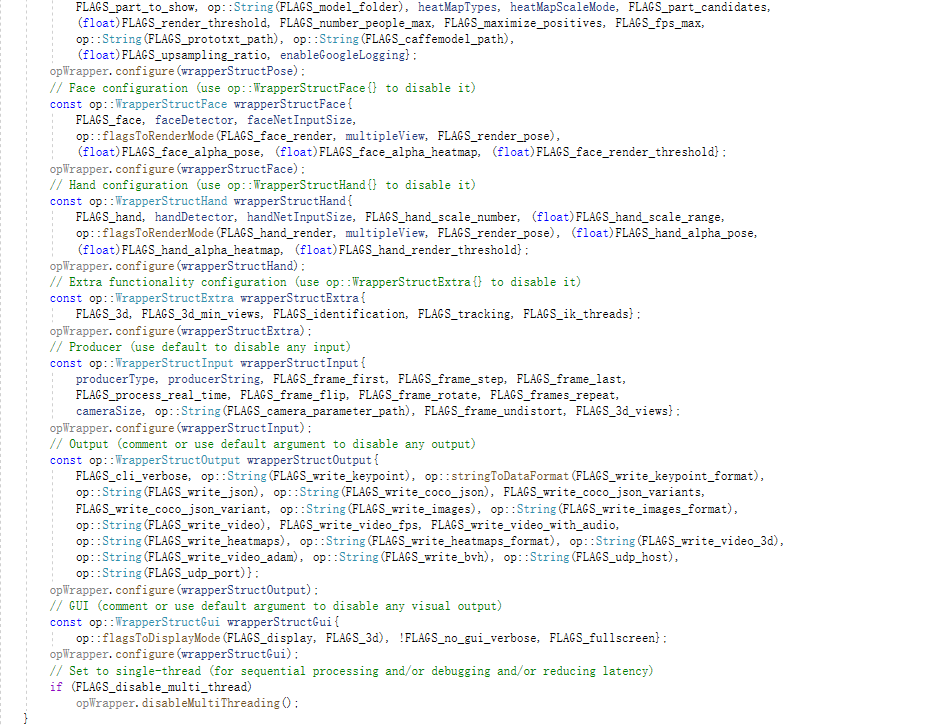 FLAGS_part_to_show, op::String(FLAGS_model_folder), heatMapTypes, heatMapScaleMode, FLAGS_part_candidates,
(float)FLAGS_render_threshold, FLAGS_number_people_max, FLAGS_maximize_positives, FLAGS_fps_max,
op::String(FLAGS_prototxt_path), op::String(FLAGS_caffemodel_path),
(float)FLAGS_upsampling_ratio, enableGoogleLogging};
opWrapper.configure(wrapperStructPose);
// Face configuration (use op::WrapperStructFace{} to disable it)
const op::WrapperStructFace wrapperStructFace{
FLAGS_face, faceDetector, faceNetInputSize,
op::flagsToRenderMode(FLAGS_face_render, multipleView, FLAGS_render_pose),
(float)FLAGS_face_alpha_pose, (float)FLAGS_face_alpha_heatmap, (float)FLAGS_face_render_threshold};
opWrapper.configure(wrapperStructFace);
// Hand configuration (use op::WrapperStructHand{} to disable it)
const op::WrapperStructHand wrapperStructHand{
FLAGS_hand, handDetector, handNetInputSize, FLAGS_hand_scale_number, (float)FLAGS_hand_scale_range,
op::flagsToRenderMode(FLAGS_hand_render, multipleView, FLAGS_render_pose), (float)FLAGS_hand_alpha_pose,
(float)FLAGS_hand_alpha_heatmap, (float)FLAGS_hand_render_threshold};
opWrapper.configure(wrapperStructHand);
// Extra functionality configuration (use op::WrapperStructExtra{} to disable it)
const op::WrapperStructExtra wrapperStructExtra{
FLAGS_3d, FLAGS_3d_min_views, FLAGS_identification, FLAGS_tracking, FLAGS_ik_threads};
opWrapper.configure(wrapperStructExtra);
// Producer (use default to disable any input)
const op::WrapperStructInput wrapperStructInput{
producerType, producerString, FLAGS_frame_first, FLAGS_frame_step, FLAGS_frame_last,
FLAGS_process_real_time, FLAGS_frame_flip, FLAGS_frame_rotate, FLAGS_frames_repeat,
cameraSize, op::String(FLAGS_camera_parameter_path), FLAGS_frame_undistort, FLAGS_3d_views};
opWrapper.configure(wrapperStructInput);
// Output (comment or use default argument to disable any output)
const op::WrapperStructOutput wrapperStructOutput{
FLAGS_cli_verbose, op::String(FLAGS_write_keypoint), op::stringToDataFormat(FLAGS_write_keypoint_format),
op::String(FLAGS_write_json), op::String(FLAGS_write_coco_json), FLAGS_write_coco_json_variants,
FLAGS_write_coco_json_variant, op::String(FLAGS_write_images), op::String(FLAGS_write_images_format),
op::String(FLAGS_write_video), FLAGS_write_video_fps, FLAGS_write_video_with_audio,
op::String(FLAGS_write_heatmaps), op::String(FLAGS_write_heatmaps_format), op::String(FLAGS_write_video_3d),
op::String(FLAGS_write_video_adam), op::String(FLAGS_write_bvh), op::String(FLAGS_udp_host),
op::String(FLAGS_udp_port)};
opWrapper.configure(wrapperStructOutput);
// GUI (comment or use default argument to disable any visual output)
const op::WrapperStructGui wrapperStructGui{
op::flagsToDisplayMode(FLAGS_display, FLAGS_3d), !FLAGS_no_gui_verbose, FLAGS_fullscreen};
opWrapper.configure(wrapperStructGui);
// Set to single-thread (for sequential processing and/or debugging and/or reducing latency)
if (FLAGS_disable_multi_thread)
opWrapper.disableMultiThreading();
}